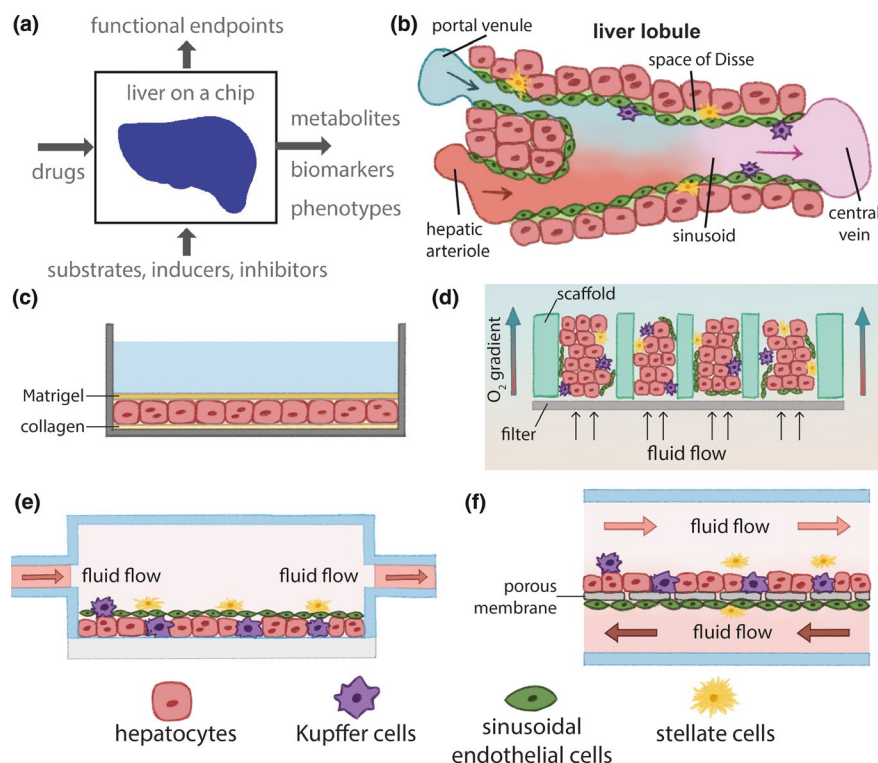 (a)
functional endpoints
liver on a chip
drugs
metabolites
biomarkers
phenotypes
substrates, inducers, inhibitors
(b)
portal venule
liver lobule
space of Disse
hepatic
arteriole
sinusoid
central
vein
(c)
Matrigel
collagen
(d)
scaffold
O2 gradient
filter
fluid flow
(e)
fluid flow
fluid flow
(f)
fluid flow
porous
membrane
fluid flow
hepatocytes
Kupffer cells
sinusoidal
endothelial cells
stellate cells